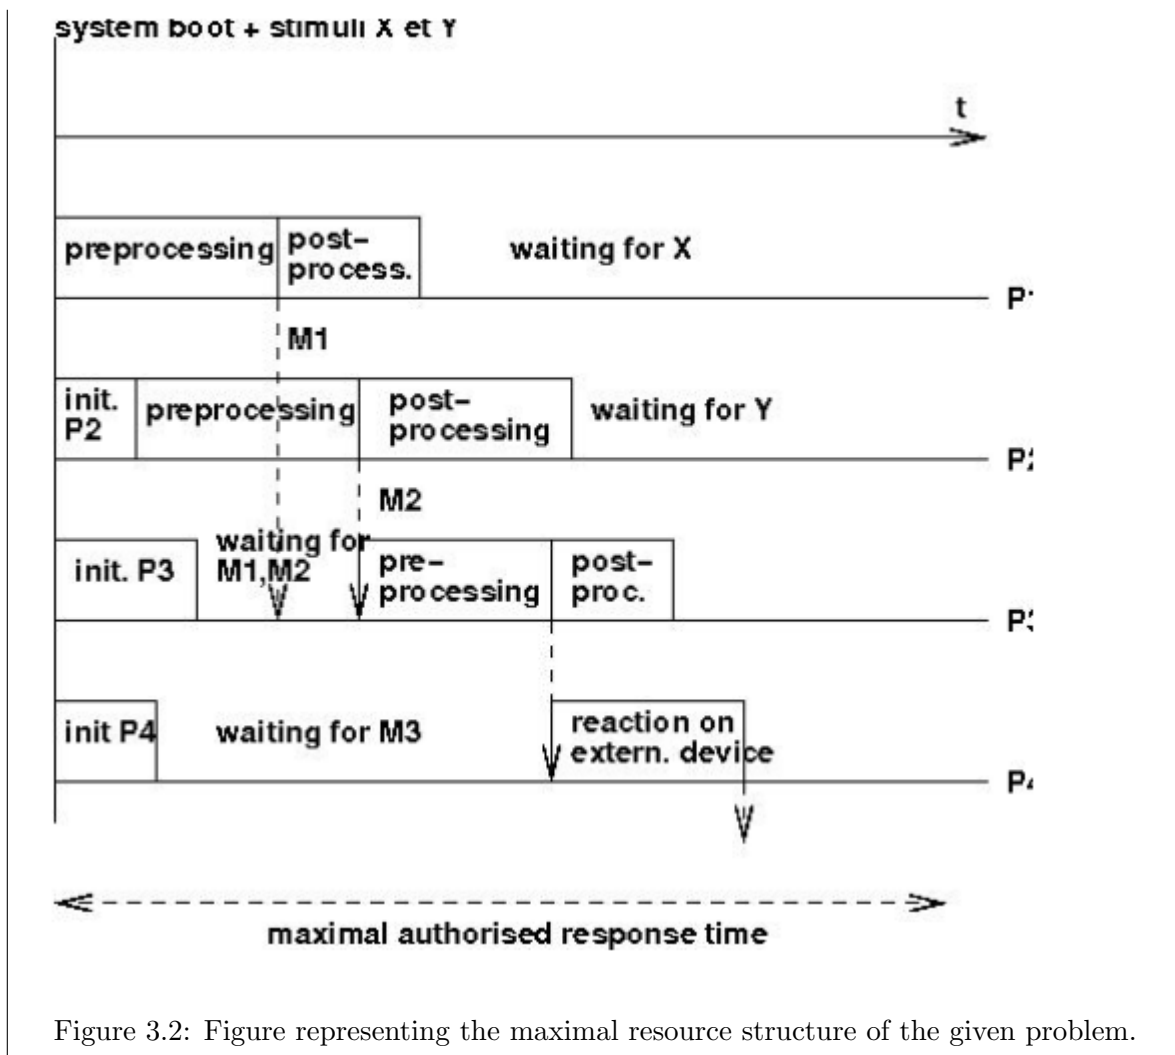 system boot + stimuli X et Y
t
preprocessing
post-
process.
waiting for X
M1
init.
P2
preprocessing
post-
processing
waiting for Y
M2
init. P3
waiting for
M1,M2
pre-
processing
post-
proc.
init P4
waiting for M3
reaction on
extern. device
maximal authorised response time
Figure 3.2: Figure representing the maximal resource structure of the given problem.